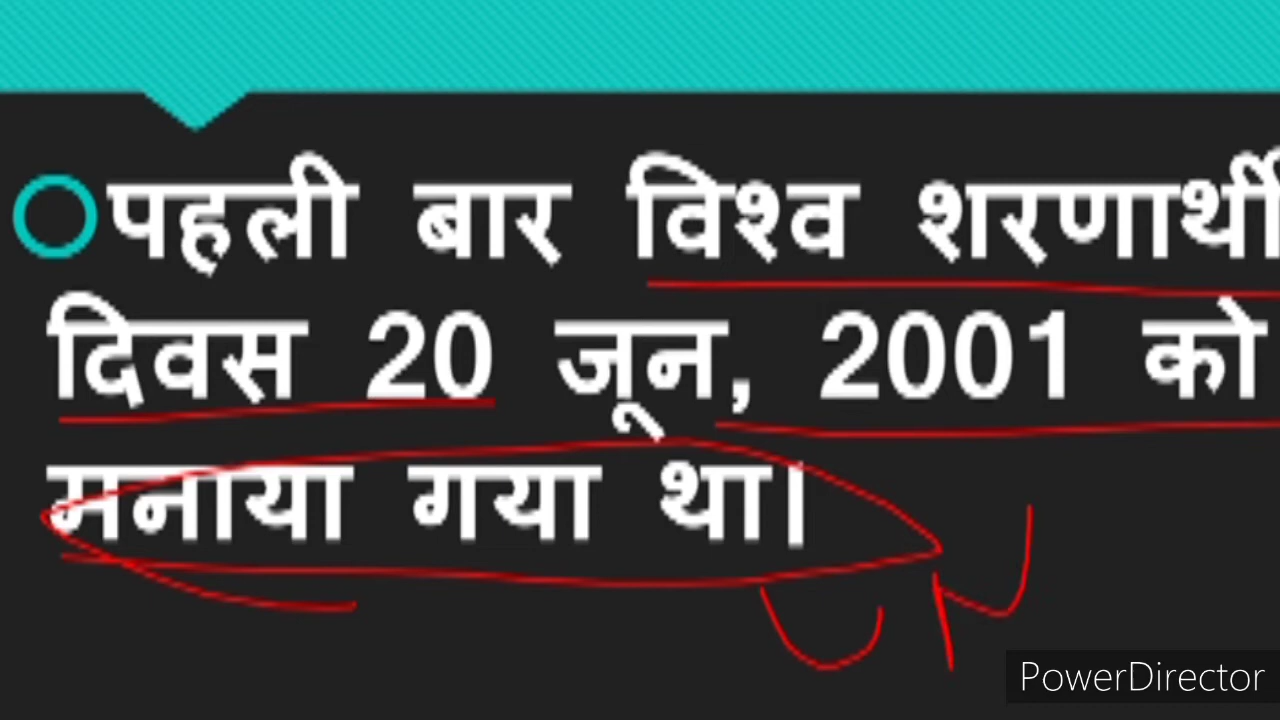 पहली बार विश्व शरणार्थी
दिवस 20 जून, 2001 को
मनाया गया था।
UN
PowerDirector